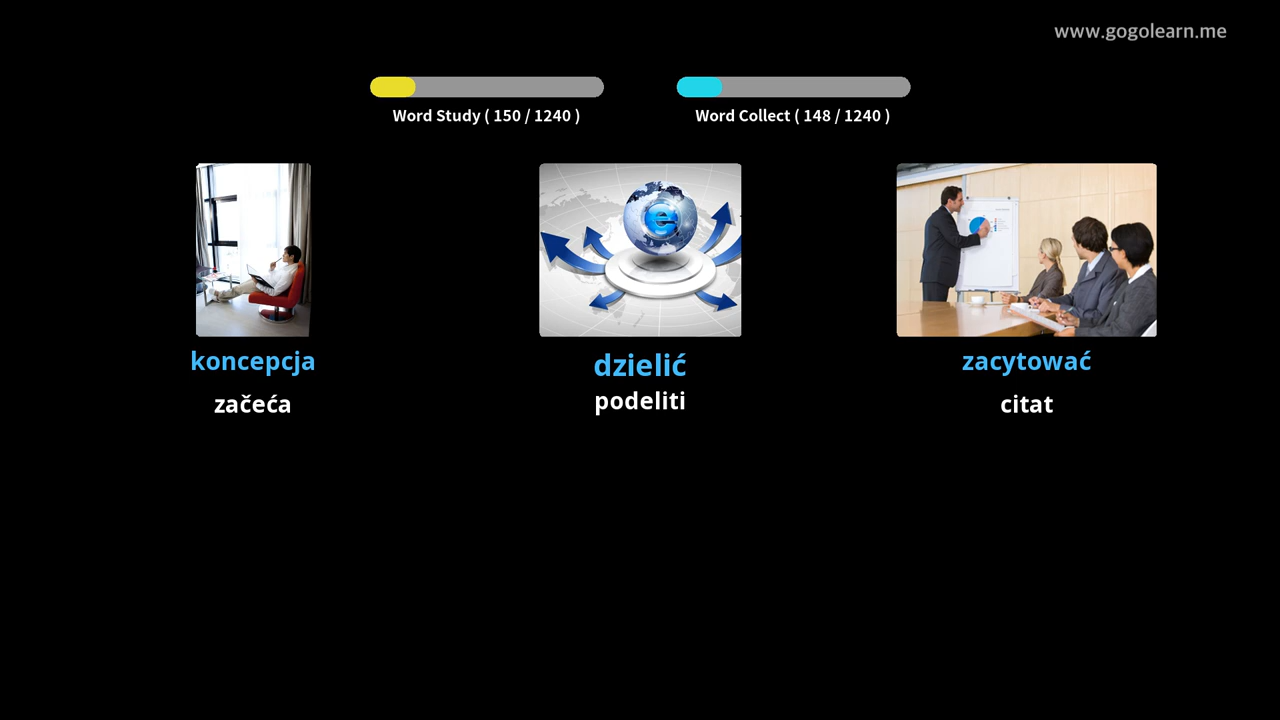 www.gogolearn.me
Word Study ( 150 / 1240 )
Word Collect ( 148 / 1240 )
e
koncepcja
začeća
dzielić
podeliti
zacytować
citat